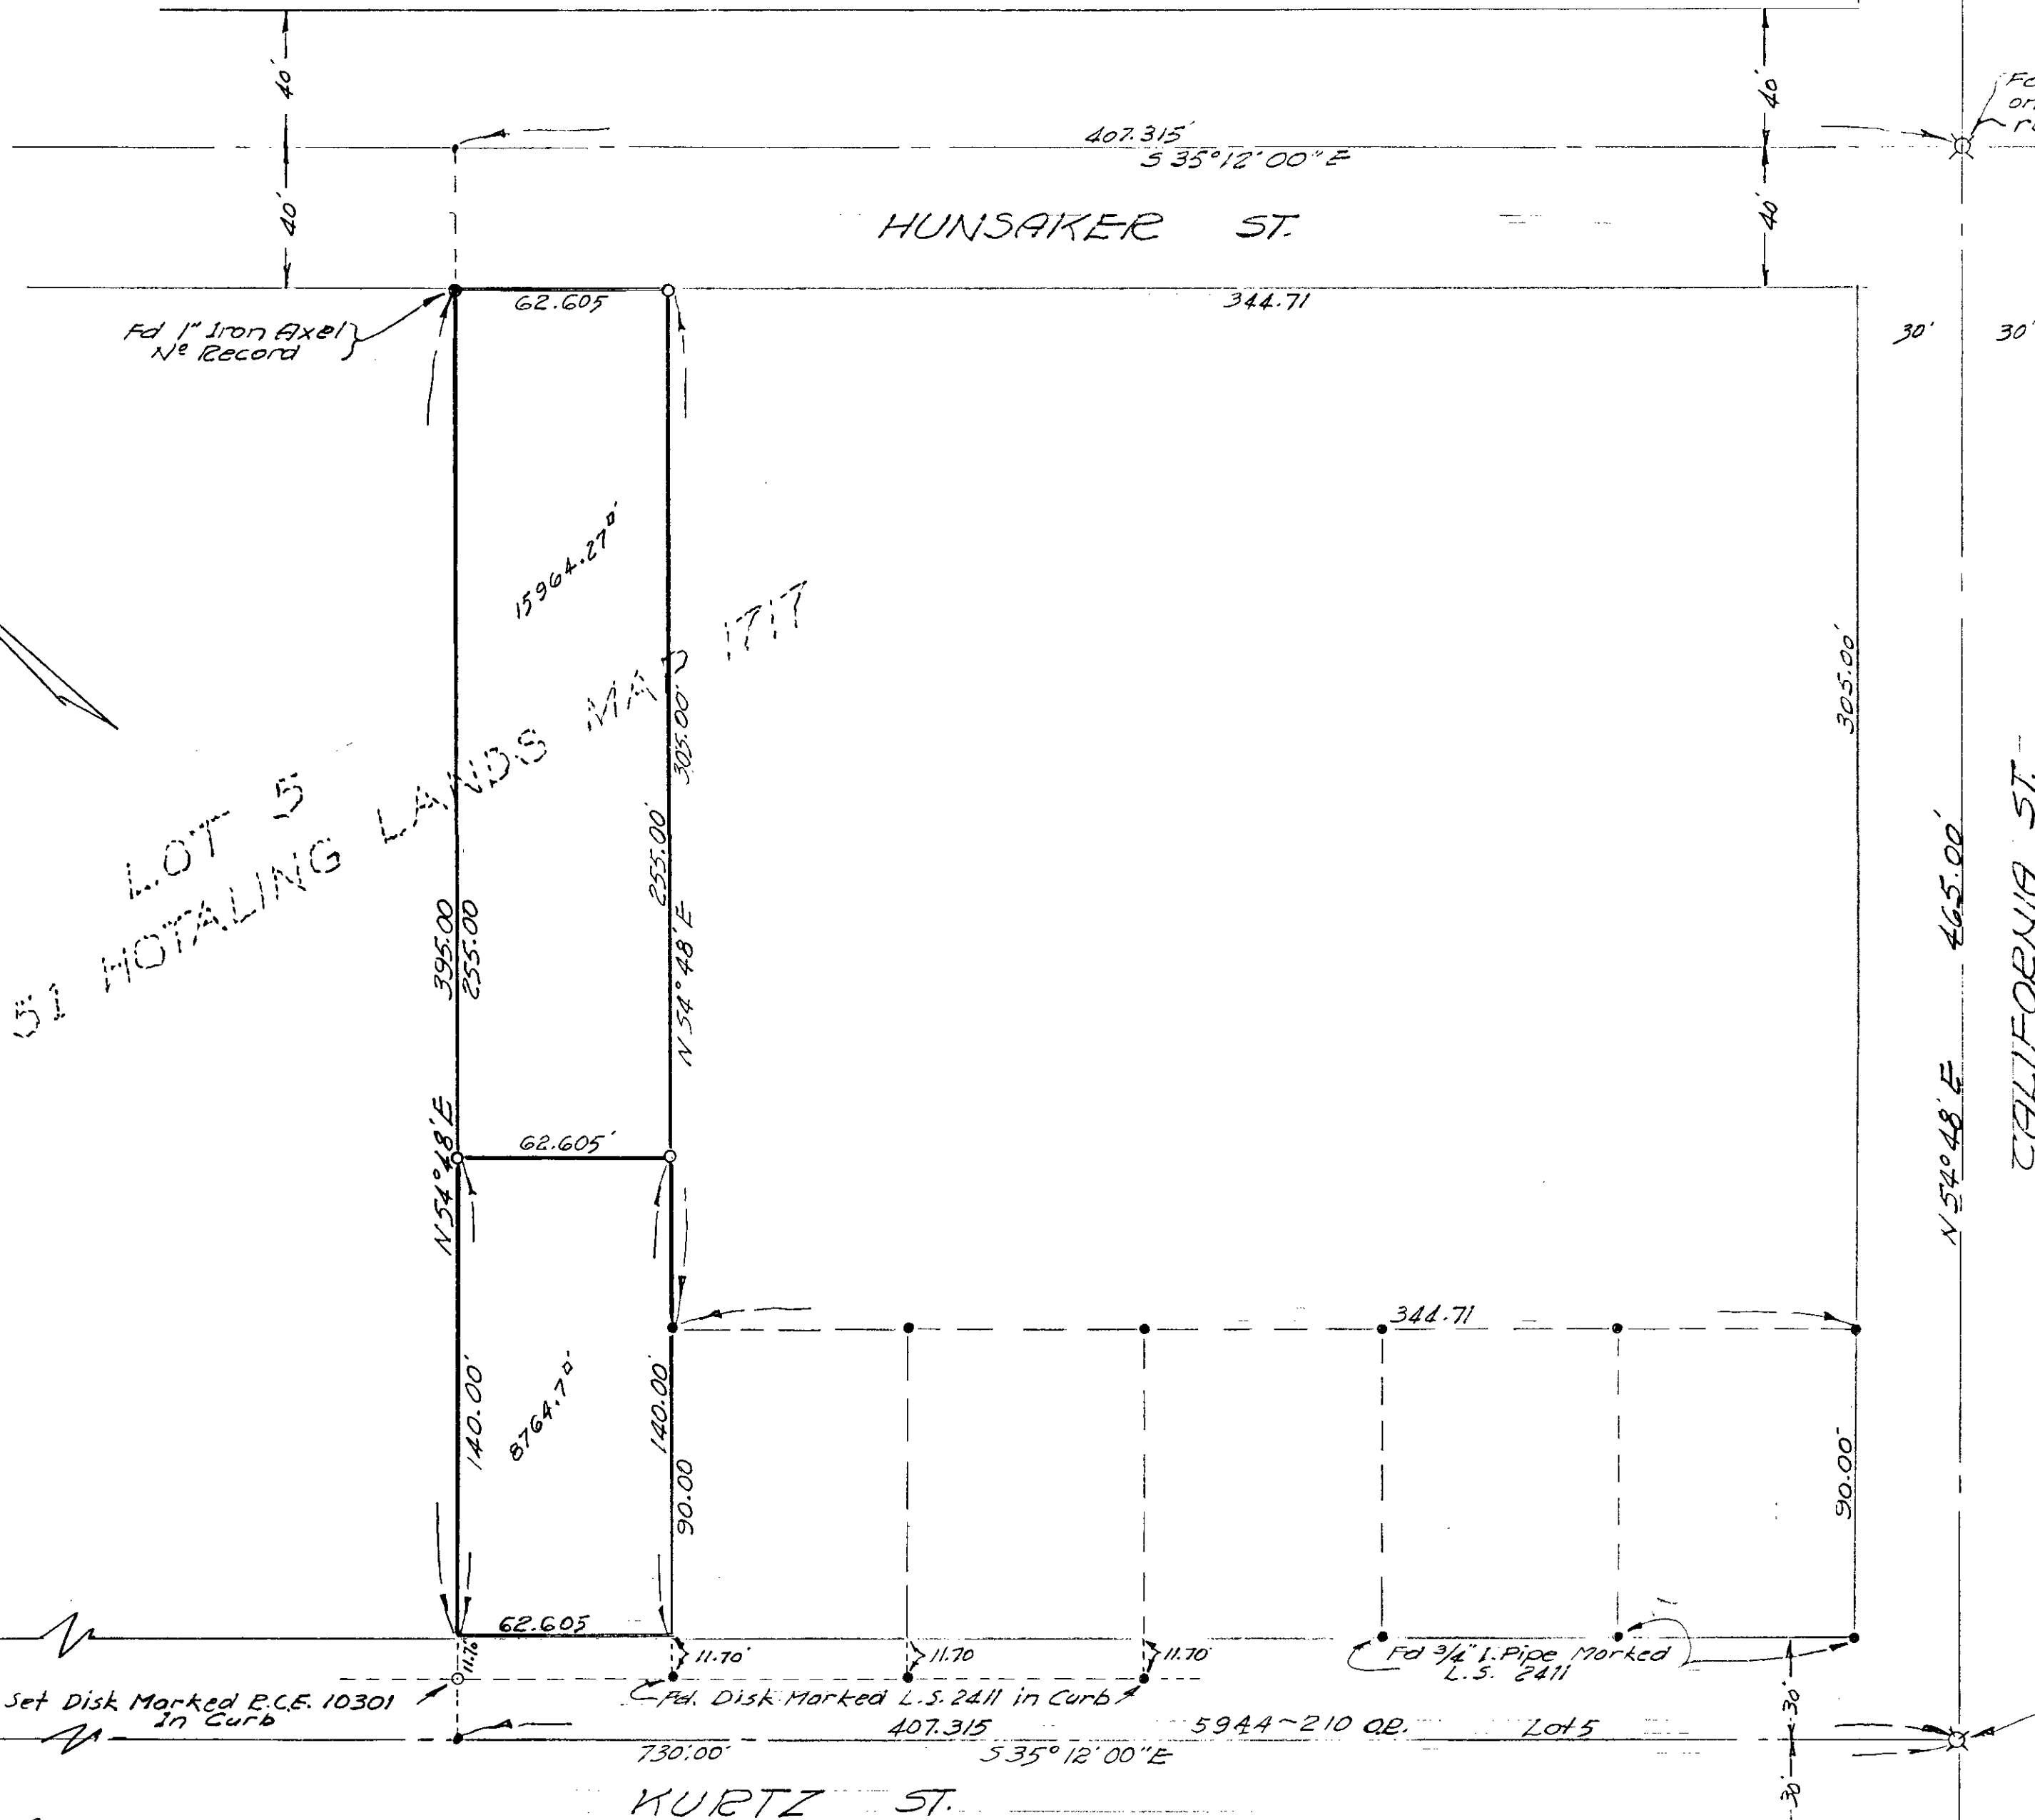 40'
40'
40'
40'
407.315'
S 35°12'00" E
HUNSAKER ST.
62.605
344.71
30'
30'
Fd 1" Iron Axel
Nº Record
15964.27
LOT 5
HOTALING LANDS MAP 1717
305.00'
255.00'
N 54°48' E
395.00
255.00
N 54°48' E
305.00'
N 54°48' E 465.00'
CALIFORNIA ST.
62.605'
344.71
140.00'
8764.70
140.00'
90.00
90.00'
62.605
11.70
11.70'
11.70
11.70'
Fd 3/4" I. Pipe Marked
L.S. 2411
Set Disk Marked R.C.E. 10301
In Curb
Fd. Disk Marked L.S. 2411 in Curb
407.315
5944~210 O.R.
Lot 5
730.00'
S 35°12'00" E
30'
30'
KURTZ ST.